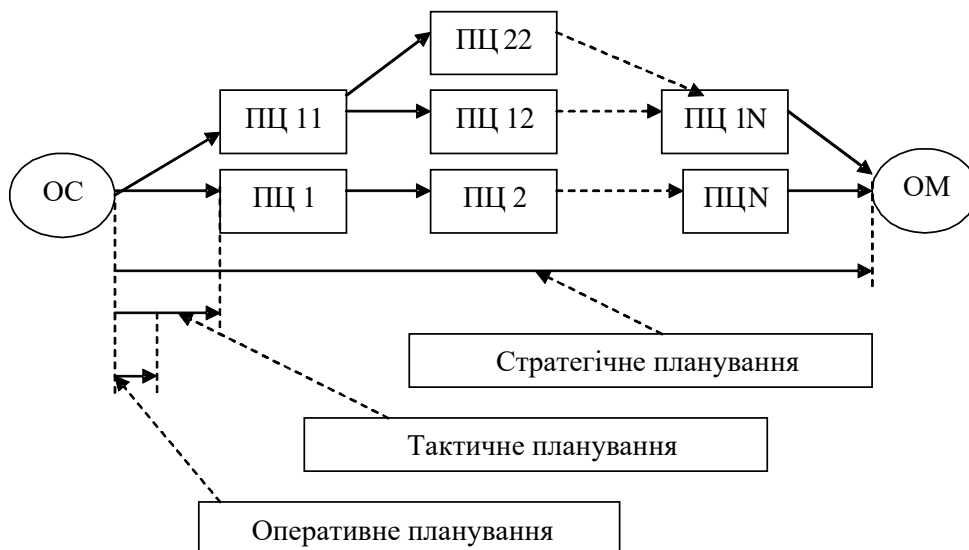 ПЦ 22
ПЦ 11
ПЦ 12
ПЦ 1N
ОС
ПЦ 1
ПЦ 2
ПЦ N
ОМ
Стратегічне планування
Тактичне планування
Оперативне планування